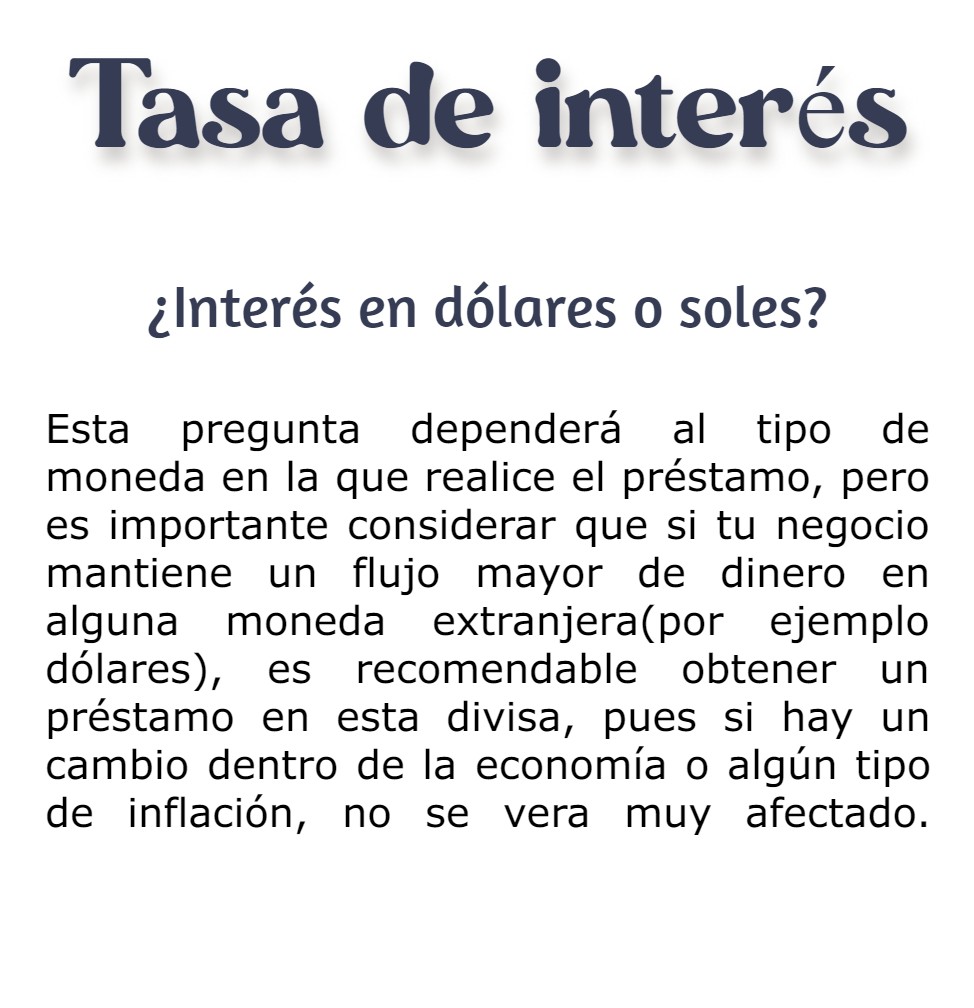 Tasa de interés
¿Interés en dólares o soles?
Esta pregunta dependerá al tipo de
moneda en la que realice el préstamo, pero
es importante considerar que si tu negocio
mantiene un flujo mayor de dinero en
alguna moneda extranjera(por ejemplo
dólares), es recomendable obtener un
préstamo en esta divisa, pues si hay un
cambio dentro de la economía o algún tipo
de inflación, no se vera muy afectado.